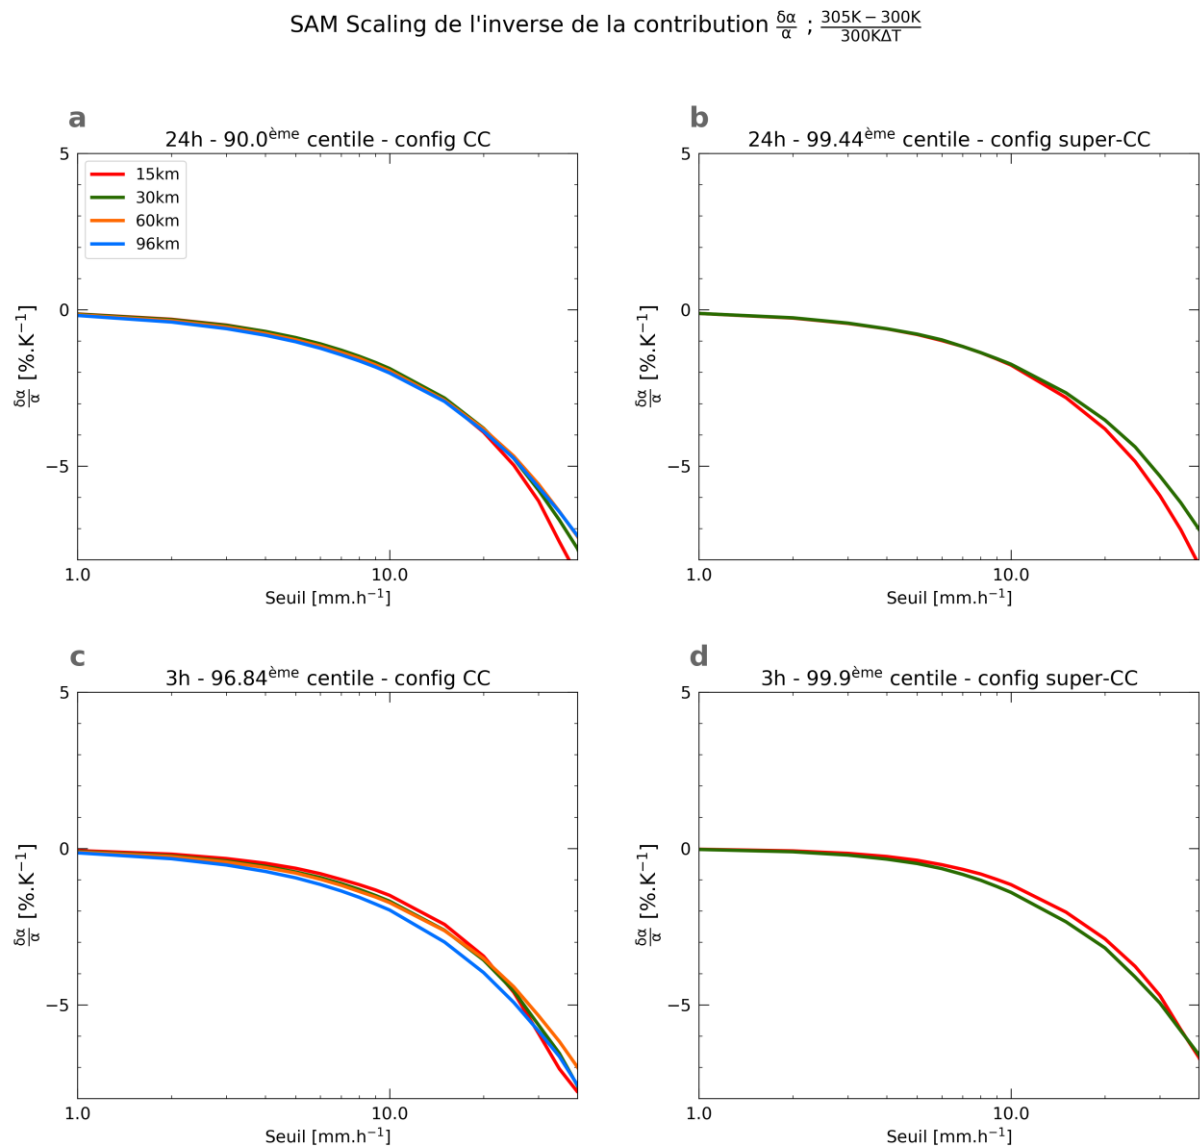 SAM Scaling de l'inverse de la contribution δα/α ; 305K − 300K/300KΔT
a
24h - 90.0ème centile - config CC
5
0
−5
δα/α [%.K−1]
15km
30km
60km
96km
1.0
10.0
Seuil [mm.h−1]
b
24h - 99.44ème centile - config super-CC
5
0
−5
δα/α [%.K−1]
1.0
10.0
Seuil [mm.h−1]
c
3h - 96.84ème centile - config CC
5
0
−5
δα/α [%.K−1]
1.0
10.0
Seuil [mm.h−1]
d
3h - 99.9ème centile - config super-CC
5
0
−5
δα/α [%.K−1]
1.0
10.0
Seuil [mm.h−1]